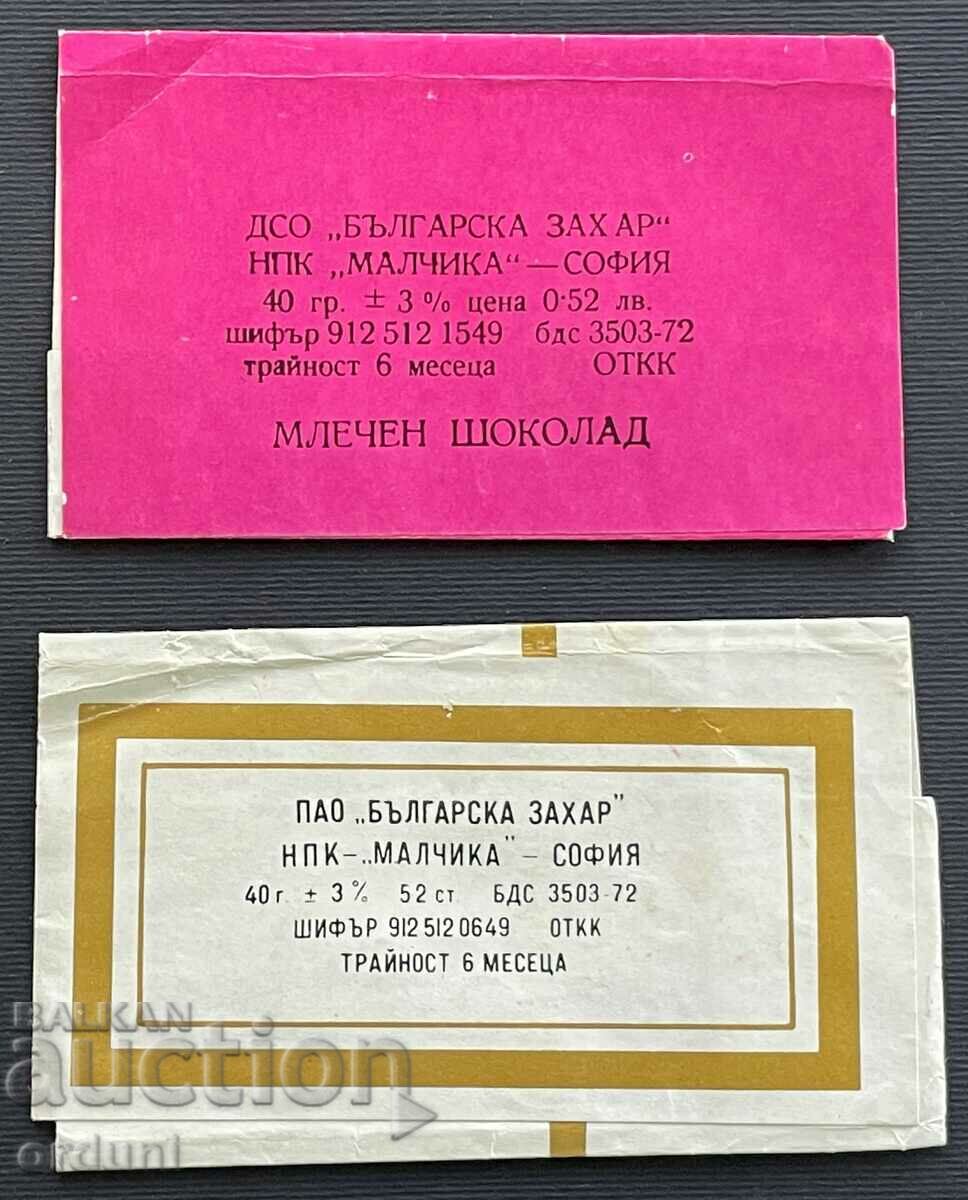 ДСО „БЪЛГАРСКА ЗАХАР“
НПК „МАЛЧИКА“ — СОФИЯ
40 гр. ± 3 % цена 0·52 лв.
шифър 912 512 1549 бдс 3503-72
трайност 6 месеца ОТКК
МЛЕЧЕН ШОКОЛАД
ПАО „БЪЛГАРСКА ЗАХАР"
НПК – „МАЛЧИКА" – СОФИЯ
40 г. ± 3 % 52 ст. БДС 3503-72
ШИФЪР 912 512 0649 ОТКК
ТРАЙНОСТ 6 МЕСЕЦА
BALKAN
auction
orduni